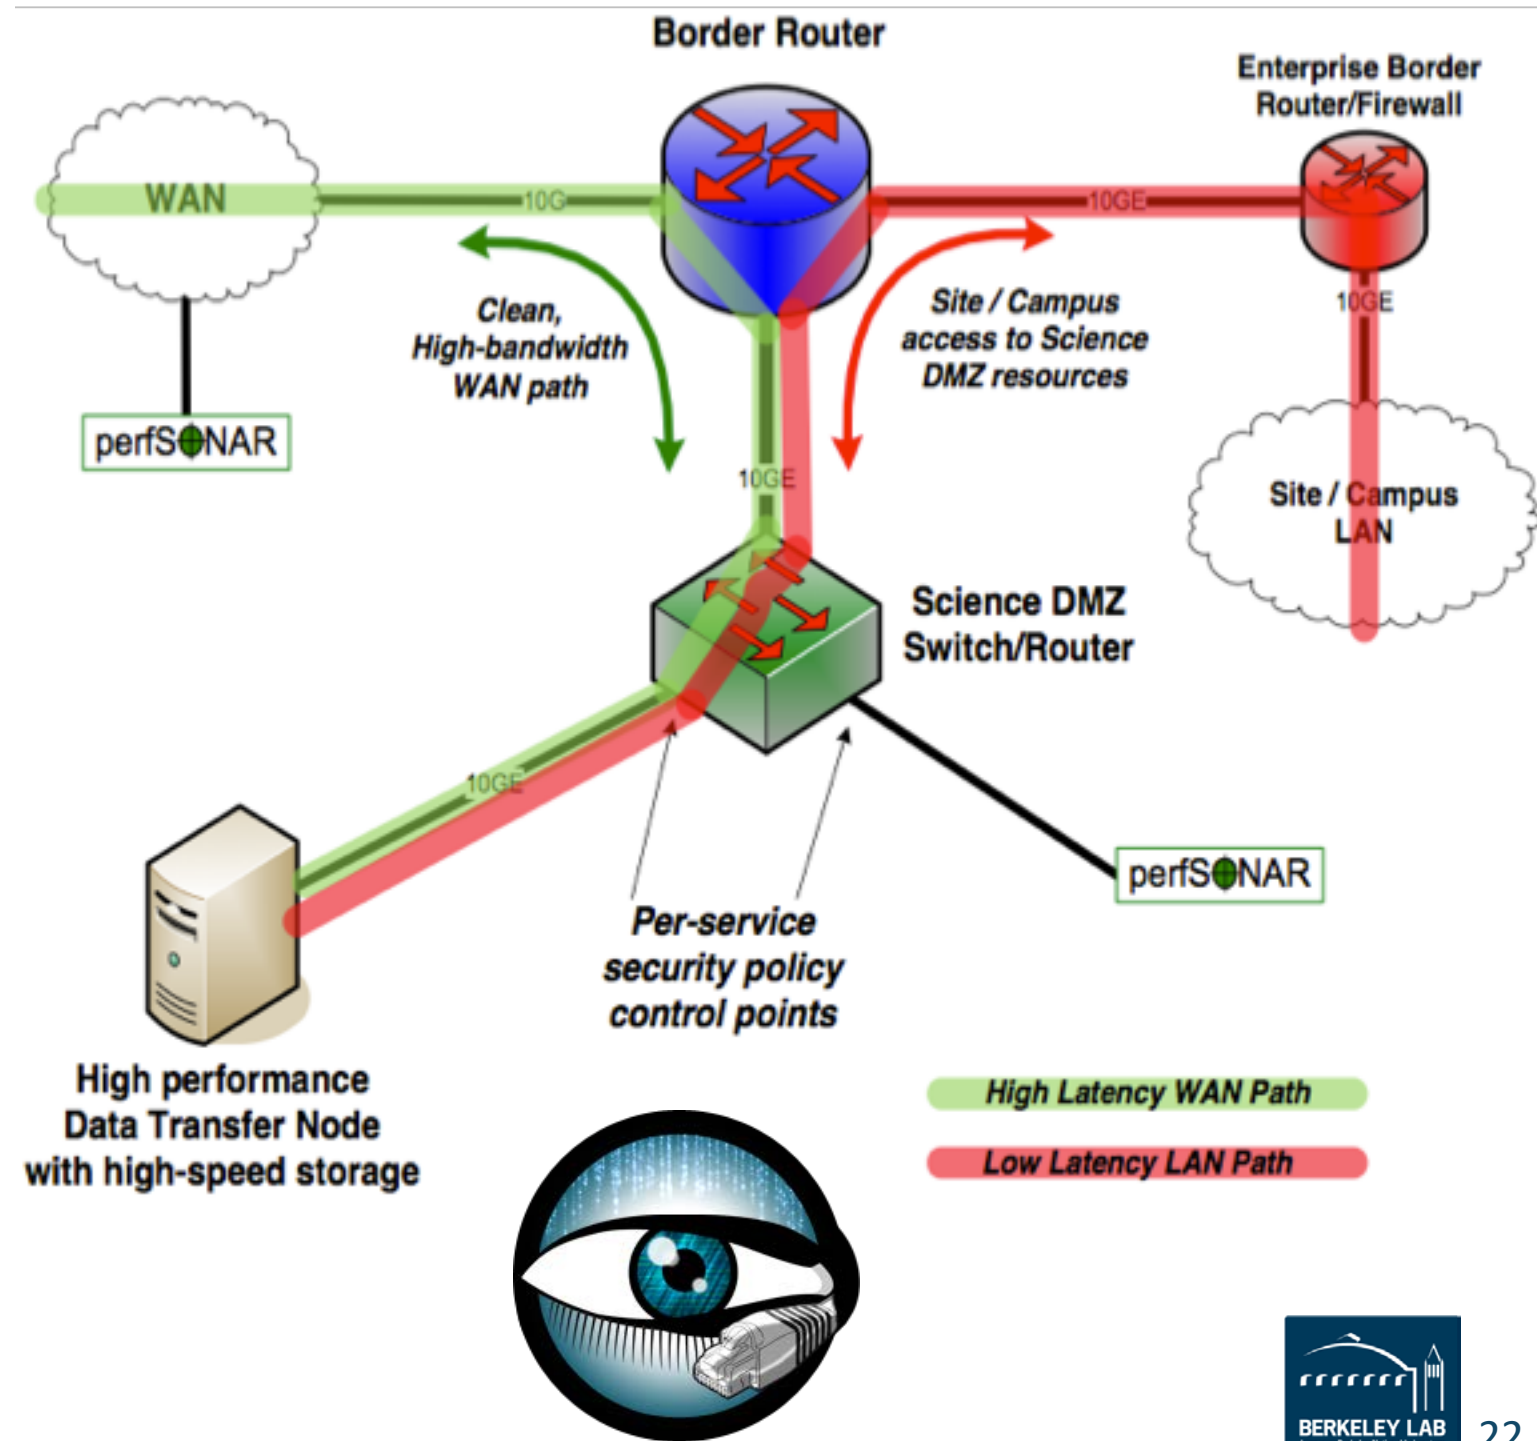 Border Router
Enterprise Border
Router/Firewall
WAN
10G
10GE
10GE
Clean,
High-bandwidth
WAN path
Site / Campus
access to Science
DMZ resources
perfSONAR
10GE
Site / Campus
LAN
Science DMZ
Switch/Router
10GE
perfSONAR
Per-service
security policy
control points
High performance
Data Transfer Node
with high-speed storage
High Latency WAN Path
Low Latency LAN Path
BERKELEY LAB
22